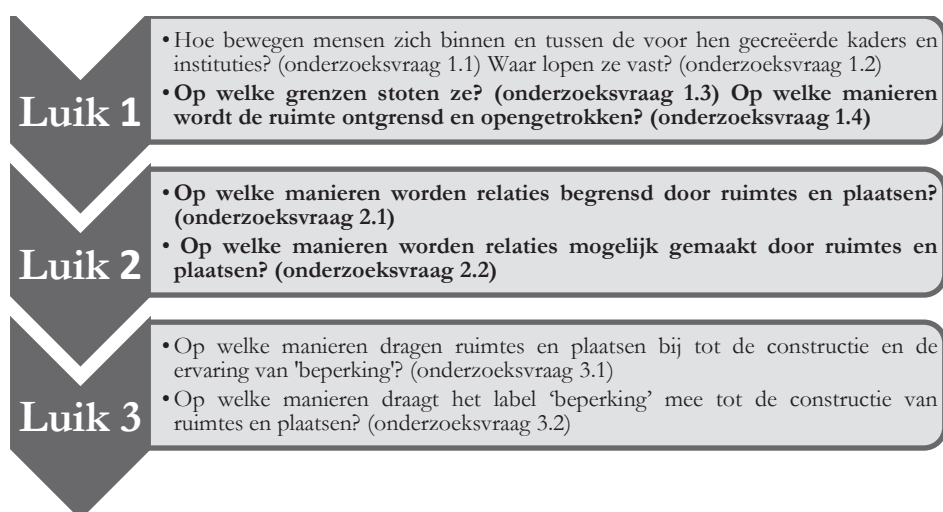 Luik 1
• Hoe bewegen mensen zich binnen en tussen de voor hen gecreëerde kaders en
instituties? (onderzoeksvraag 1.1) Waar lopen ze vast? (onderzoeksvraag 1.2)
• Op welke grenzen stoten ze? (onderzoeksvraag 1.3) Op welke manieren
wordt de ruimte ontgrensd en opengetrokken? (onderzoeksvraag 1.4)
Luik 2
• Op welke manieren worden relaties begrensd door ruimtes en plaatsen?
(onderzoeksvraag 2.1)
• Op welke manieren worden relaties mogelijk gemaakt door ruimtes en
plaatsen? (onderzoeksvraag 2.2)
Luik 3
• Op welke manieren dragen ruimtes en plaatsen bij tot de constructie en de
ervaring van 'beperking'? (onderzoeksvraag 3.1)
• Op welke manieren draagt het label ‘beperking’ mee tot de constructie van
ruimtes en plaatsen? (onderzoeksvraag 3.2)